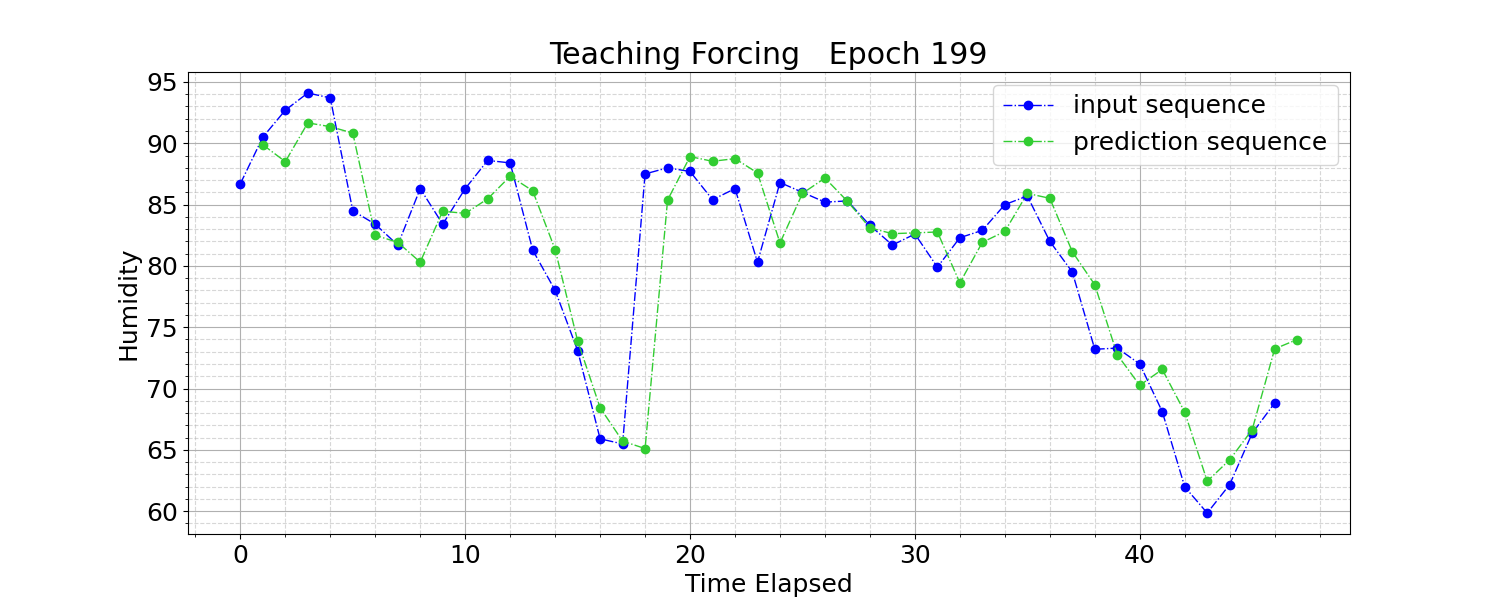 Teaching Forcing   Epoch 199
95
90
85
80
75
70
65
60
Humidity
input sequence
prediction sequence
0 10 20 30 40
Time Elapsed